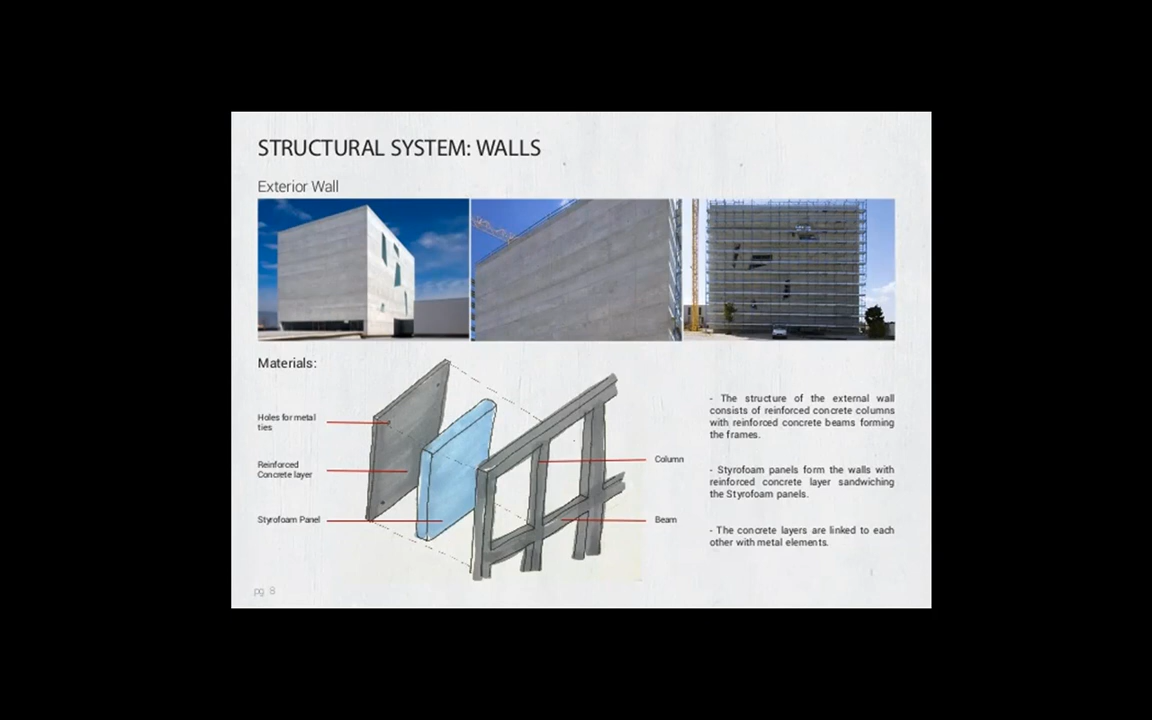 STRUCTURAL SYSTEM: WALLS
Exterior Wall
Materials:
Holes for metal
ties
Reinforced
Concrete layer
Styrofoam Panel
Column
Beam
- The structure of the external wall
consists of reinforced concrete columns
with reinforced concrete beams forming
the frames.
- Styrofoam panels form the walls with
reinforced concrete layer sandwiching
the Styrofoam panels.
- The concrete layers are linked to each
other with metal elements.
pg 8